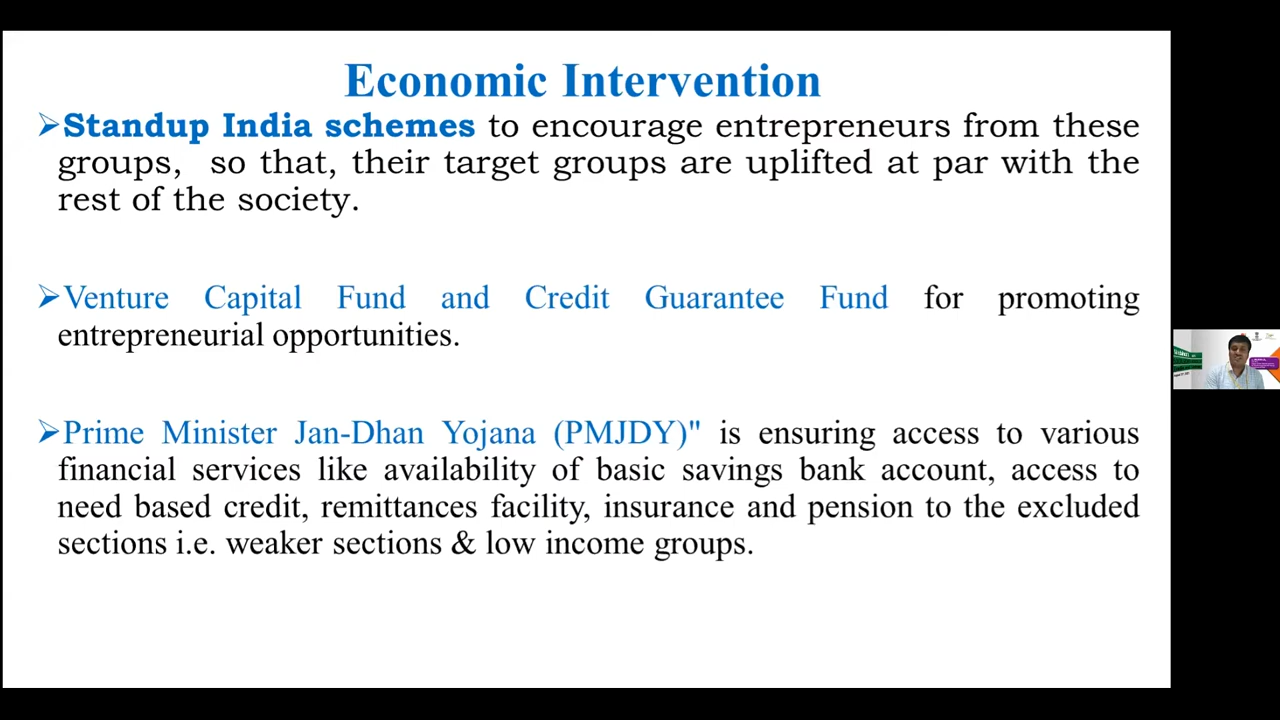 Economic Intervention
➢Standup India schemes to encourage entrepreneurs from these
groups, so that, their target groups are uplifted at par with the
rest of the society.
➢Venture Capital Fund and Credit Guarantee Fund for promoting
entrepreneurial opportunities.
➢Prime Minister Jan-Dhan Yojana (PMJDY)" is ensuring access to various
financial services like availability of basic savings bank account, access to
need based credit, remittances facility, insurance and pension to the excluded
sections i.e. weaker sections & low income groups.